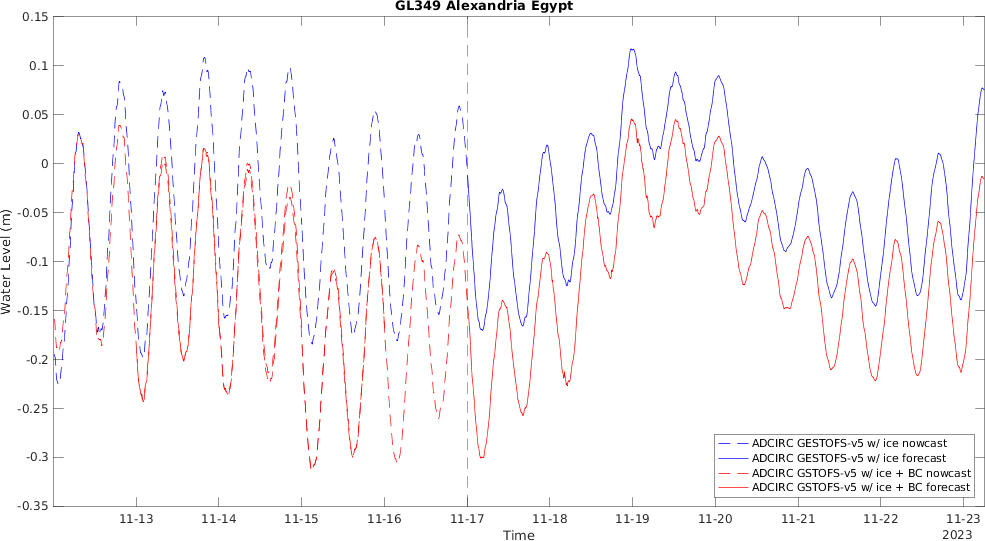 GL349 Alexandria Egypt
0.15
0.1
0.05
0
-0.05
-0.1
-0.15
-0.2
-0.25
-0.3
-0.35
Water Level (m)
ADCIRC GESTOFS-v5 w/ ice nowcast
ADCIRC GESTOFS-v5 w/ ice forecast
ADCIRC GSTOFS-v5 w/ ice + BC nowcast
ADCIRC GSTOFS-v5 w/ ice + BC forecast
11-13 11-14 11-15 11-16 11-17 11-18 11-19 11-20 11-21 11-22 11-23
Time
2023